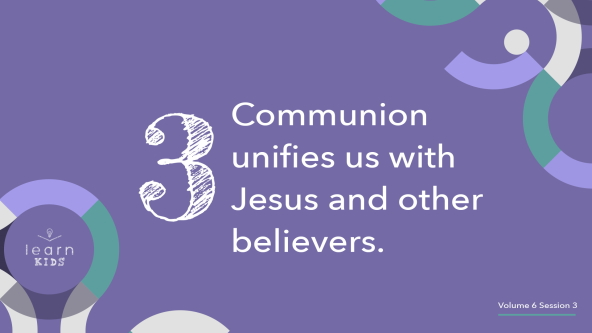 3
Communion
unifies us with
Jesus and other
believers.
learn
KIDS
Volume 6 Session 3